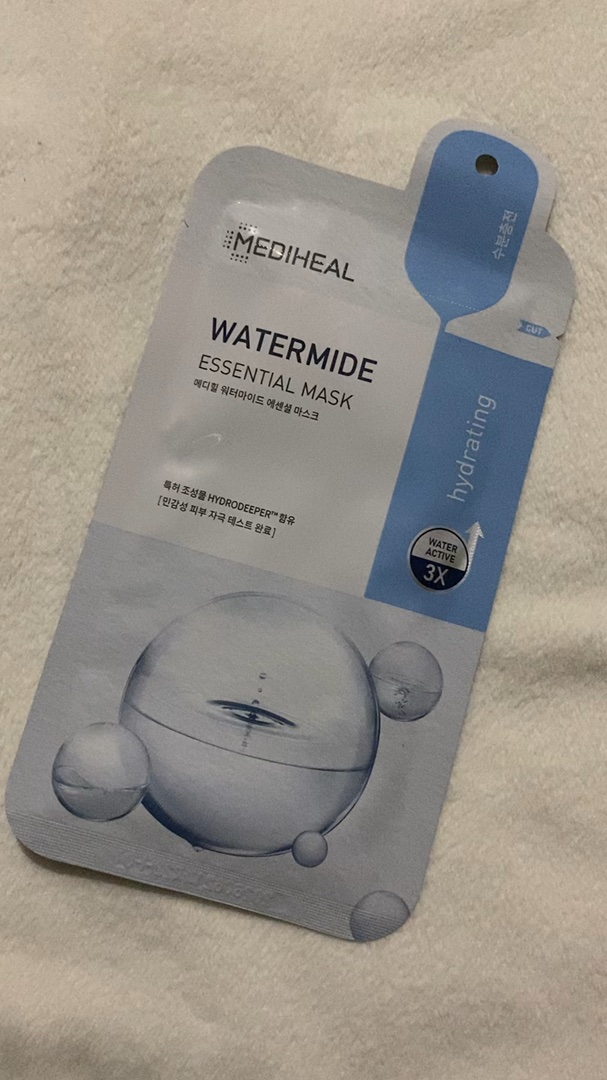 MEDIHEAL
수분충전
CUT
WATERMIDE
ESSENTIAL MASK
메디힐 워터마이드 에센셜 마스크
hydrating
특허 조성물 HYDRODEEPER™ 함유
[민감성 피부 자극 테스트 완료]
WATER
ACTIVE
3X